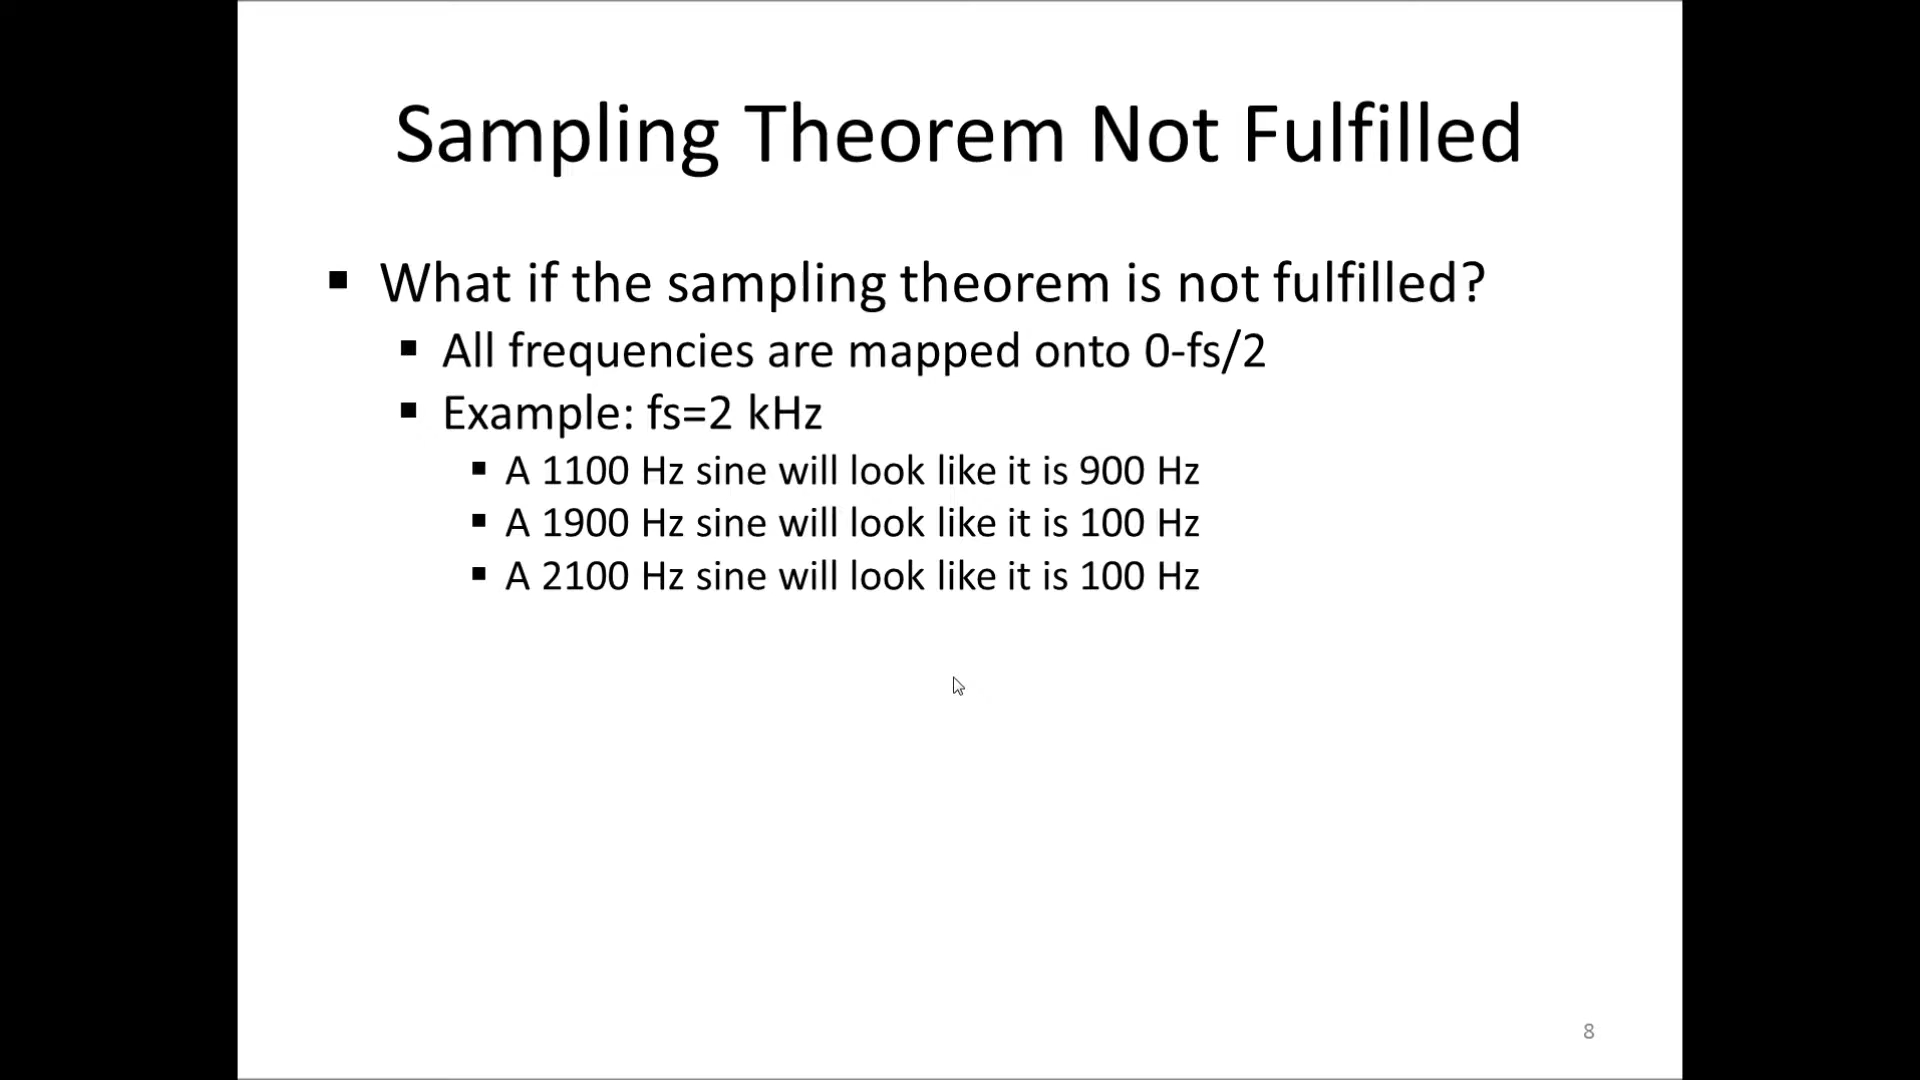 Sampling Theorem Not Fulfilled
▪ What if the sampling theorem is not fulfilled?
▪ All frequencies are mapped onto 0-fs/2
▪ Example: fs=2 kHz
▪ A 1100 Hz sine will look like it is 900 Hz
▪ A 1900 Hz sine will look like it is 100 Hz
▪ A 2100 Hz sine will look like it is 100 Hz
8